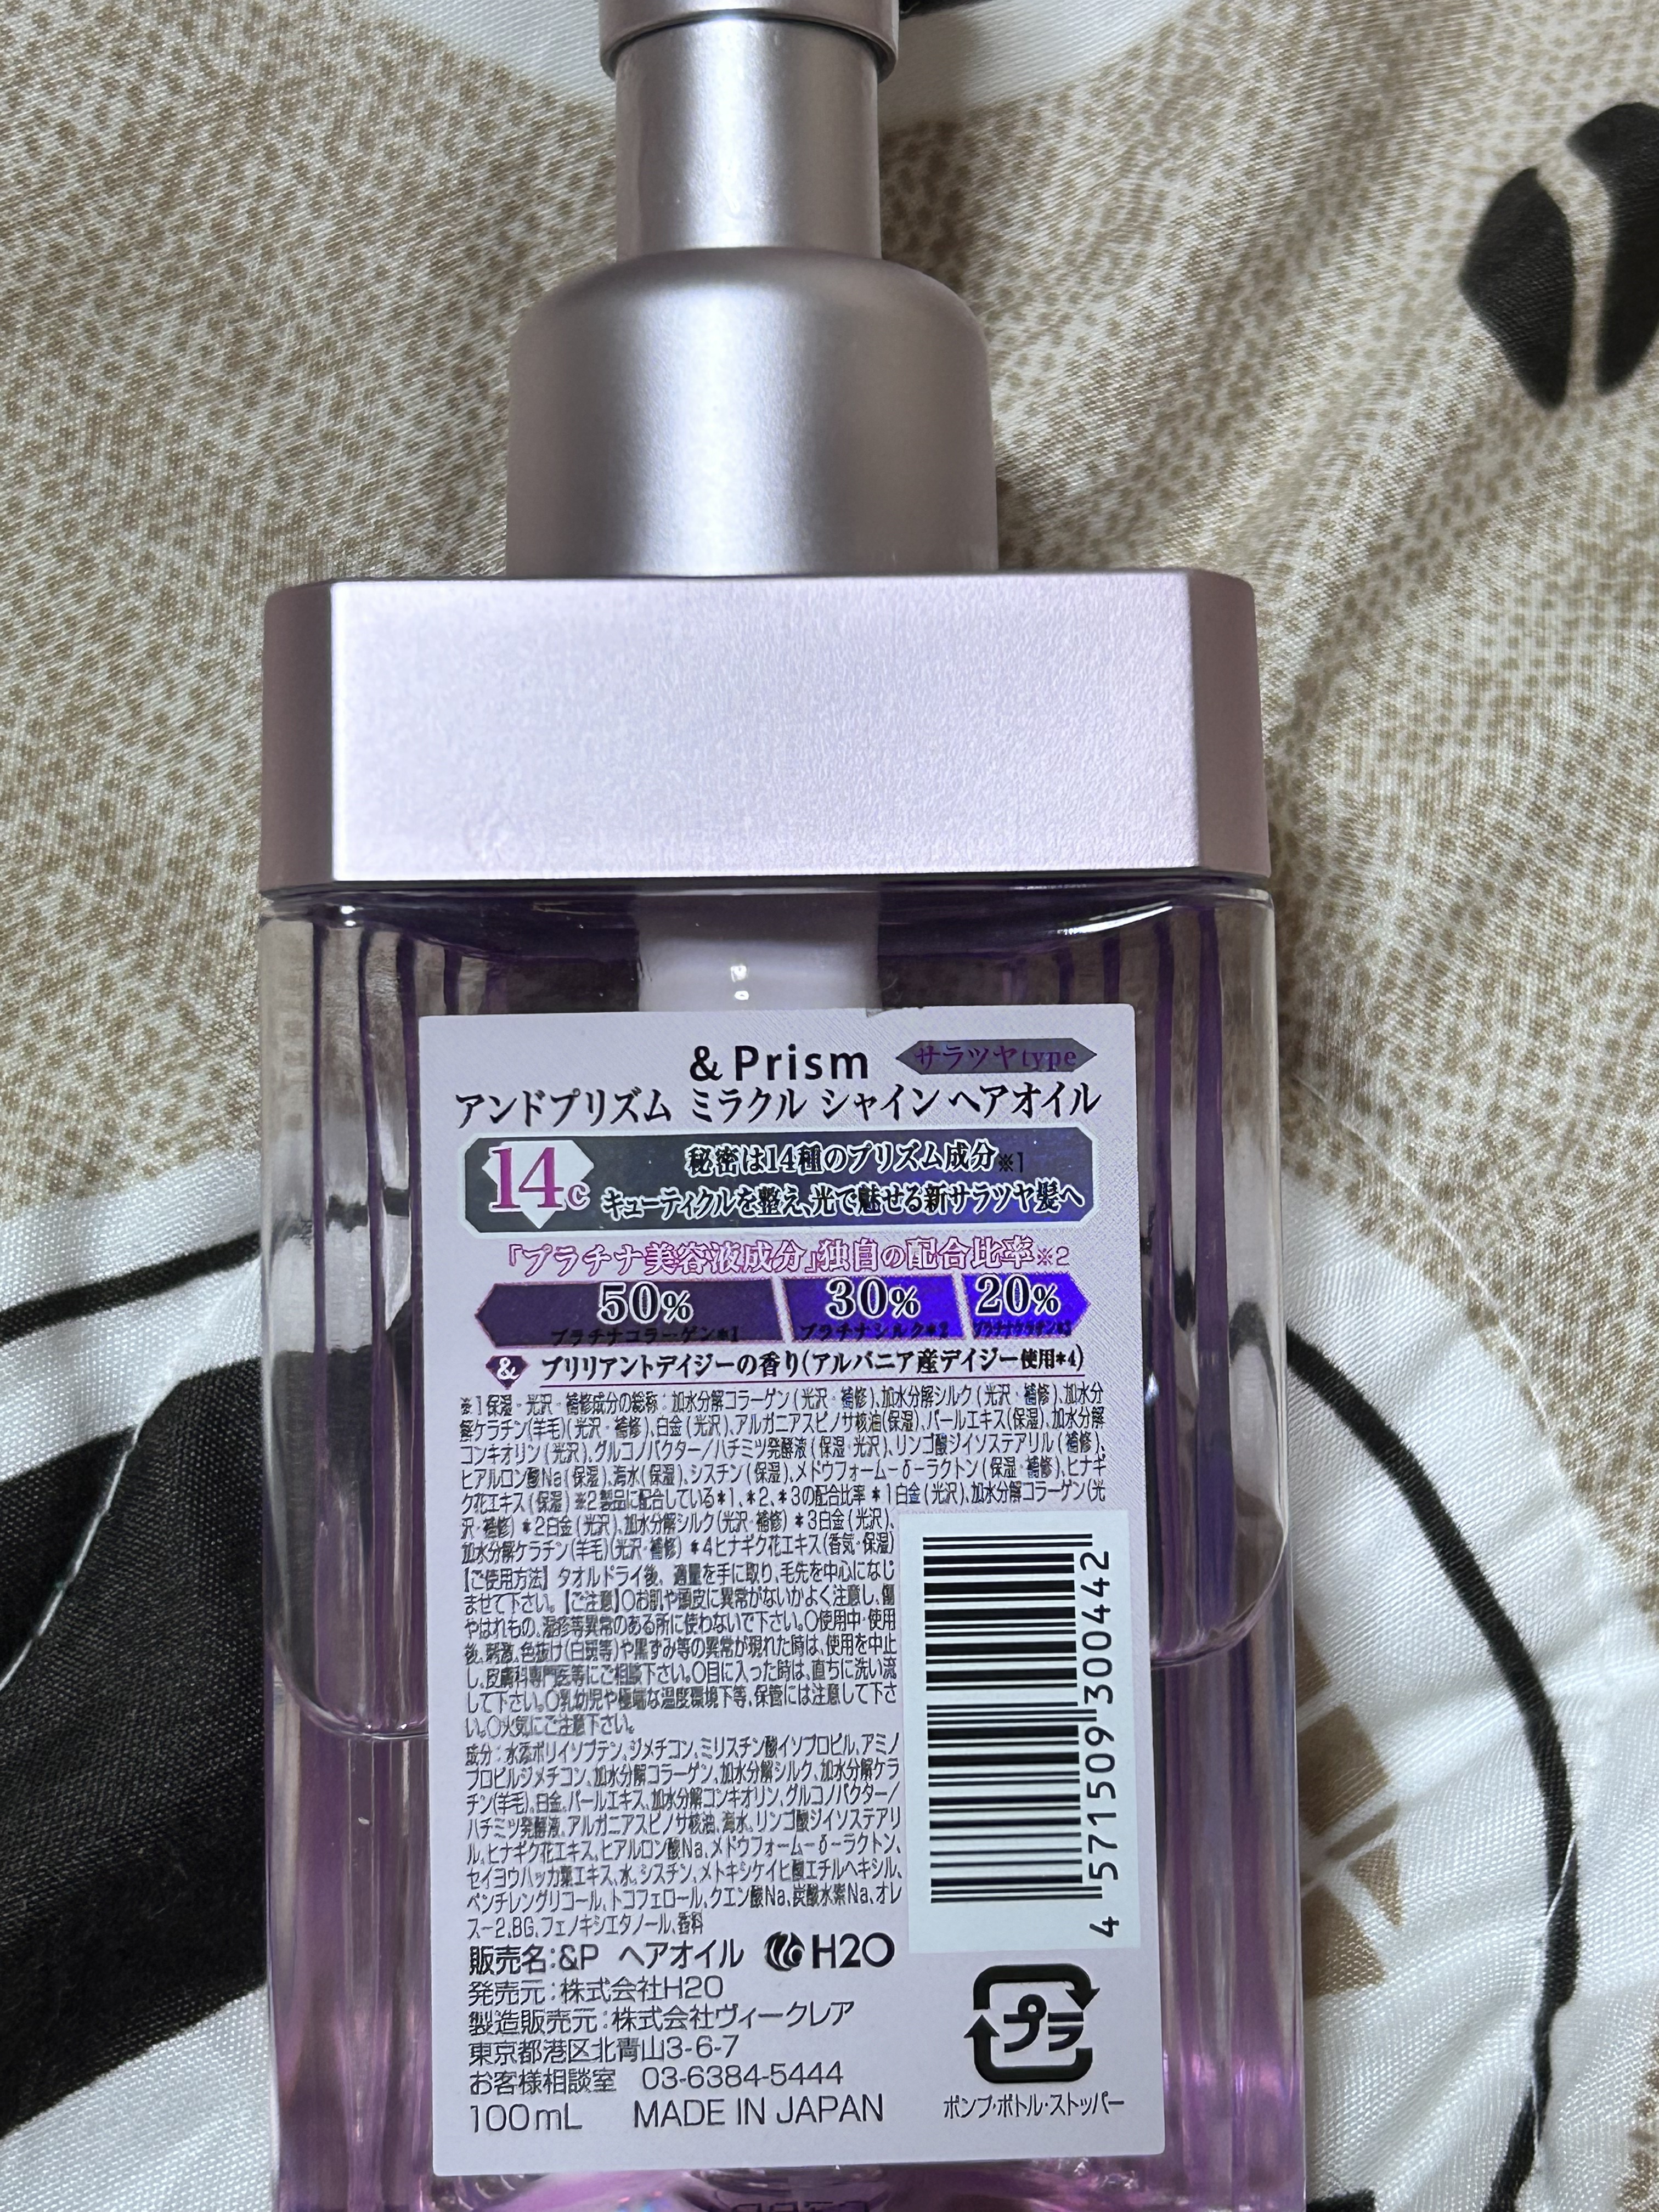 & Prism サラツヤtype
アンドプリズム ミラクル シャイン ヘアオイル
14c 秘密は14種のプリズム成分※1
キューティクルを整え、光で魅せる新サラツヤ髪へ
「プラチナ美容液成分」独自の配合比率※2
50% 30% 20%
プラチナコラーゲン*1 プラチナシルク*2 プラチナケラチン*3
& ブリリアントデイジーの香り(アルバニア産デイジー使用*4)
※1保湿・光沢・補修成分の総称：加水分解コラーゲン(光沢・補修)、加水分解シルク(光沢・補修)、加水分
解ケラチン(羊毛)(光沢・補修)、白金(光沢)、アルガニアスピノサ核油(保湿)、パールエキス(保湿)、加水分解
コンキオリン(光沢)、グルコノバクター/ハチミツ発酵液(保湿・光沢)、リンゴ酸ジイソステアリル(補修)、
ヒアルロン酸Na(保湿)、海水(保湿)、シスチン(保湿)、メドウフォーム-δ-ラクトン(保湿・補修)、ヒナギ
ク花エキス(保湿) ※2製品に配合している*1、*2、*3の配合比率 *1白金(光沢)、加水分解コラーゲン(光
沢・補修) *2白金(光沢)、加水分解シルク(光沢・補修) *3白金(光沢)、
加水分解ケラチン(羊毛)(光沢・補修) *4ヒナギク花エキス(香気・保湿)
【ご使用方法】タオルドライ後、適量を手に取り、毛先を中心になじ
ませて下さい。【ご注意】○お肌や頭皮に異常がないかよく注意し、傷
やはれもの、湿疹等異常のある所に使わないで下さい。○使用中・使用
後、刺激、色抜け(白斑等)や黒ずみ等の異常が現れた時は、使用を中止
し、皮膚科専門医等にご相談下さい。○目に入った時は、直ちに洗い流
して下さい。○乳幼児や極端な温度環境下等、保管には注意して下さ
い。○火気にご注意下さい。
成分：水添ポリイソブテン、ジメチコン、ミリスチン酸イソプロピル、アミノ
プロピルジメチコン、加水分解コラーゲン、加水分解シルク、加水分解ケラ
チン(羊毛)、白金、パールエキス、加水分解コンキオリン、グルコノバクター/
ハチミツ発酵液、アルガニアスピノサ核油、海水、リンゴ酸ジイソステアリ
ル、ヒナギク花エキス、ヒアルロン酸Na、メドウフォーム-δ-ラクトン、
セイヨウハッカ葉エキス、水、シスチン、メトキシケイヒ酸エチルヘキシル、
ペンチレングリコール、トコフェロール、クエン酸Na、炭酸水素Na、オレ
ス-2、BG、フェノキシエタノール、香料
4 571509 300442
販売名：&P ヘアオイル H2O
発売元：株式会社H2O
製造販売元：株式会社ヴィークレア
東京都港区北青山3-6-7
お客様相談室 03-6384-5444
100mL MADE IN JAPAN
プラ
ポンプ・ボトル・ストッパー